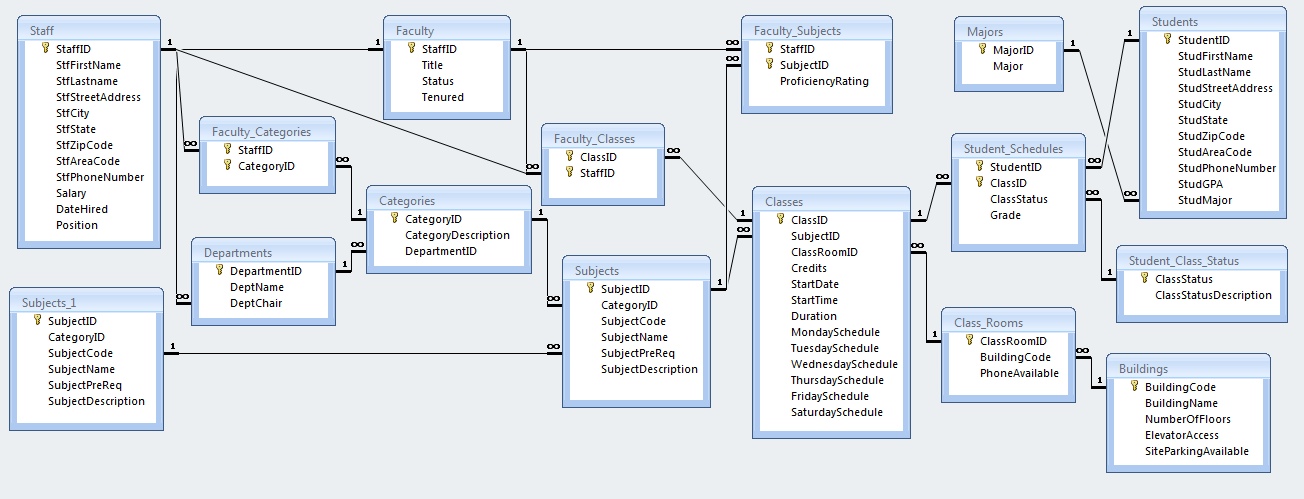 Staff
StaffID
StfFirstName
StfLastname
StfStreetAddress
StfCity
StfState
StfZipCode
StfAreaCode
StfPhoneNumber
Salary
DateHired
Position
1
1
Faculty
StaffID
Title
Status
Tenured
1
∞
∞
Faculty_Subjects
StaffID
SubjectID
ProficiencyRating
Majors
MajorID
Major
1
1
∞
∞
Students
StudentID
StudFirstName
StudLastName
StudStreetAddress
StudCity
StudState
StudZipCode
StudAreaCode
StudPhoneNumber
StudGPA
StudMajor
∞
Faculty_Categories
StaffID
CategoryID
∞
∞
Faculty_Classes
ClassID
StaffID
∞
∞
Student_Schedules
StudentID
ClassID
ClassStatus
Grade
∞
1
1
∞
Categories
CategoryID
CategoryDescription
DepartmentID
1
∞
Departments
DepartmentID
DeptName
DeptChair
1
1
∞
Classes
ClassID
SubjectID
ClassRoomID
Credits
StartDate
StartTime
Duration
MondaySchedule
TuesdaySchedule
WednesdaySchedule
ThursdaySchedule
FridaySchedule
SaturdaySchedule
1
∞
Student_Class_Status
ClassStatus
ClassStatusDescription
∞
∞
Subjects
SubjectID
CategoryID
SubjectCode
SubjectName
SubjectPreReq
SubjectDescription
1
Subjects_1
SubjectID
CategoryID
SubjectCode
SubjectName
SubjectPreReq
SubjectDescription
1
1
Class_Rooms
ClassRoomID
BuildingCode
PhoneAvailable
∞
1
Buildings
BuildingCode
BuildingName
NumberOfFloors
ElevatorAccess
SiteParkingAvailable